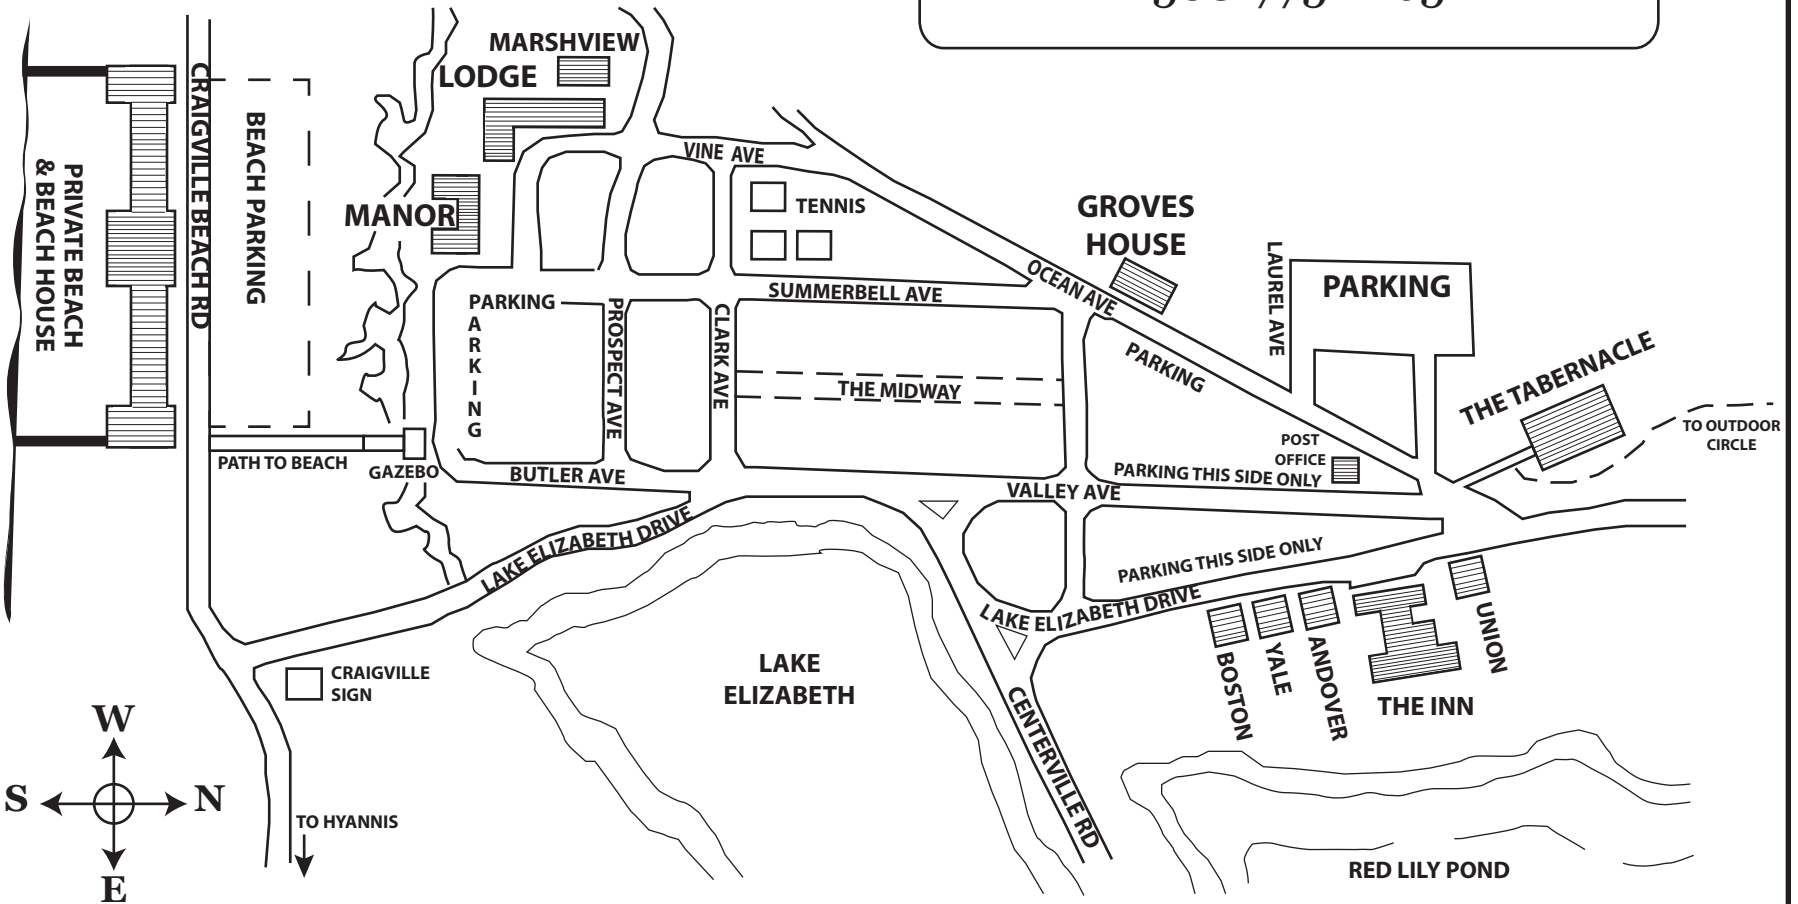 MARSHVIEW
LODGE
CRAIGVILLE BEACH RD
BEACH PARKING
PRIVATE BEACH
& BEACH HOUSE
MANOR
VINE AVE
TENNIS
GROVES
HOUSE
OCEAN AVE
LAUREL AVE
PARKING
SUMMERBELL AVE
PARKING
ARKING
PROSPECT AVE
CLARK AVE
THE MIDWAY
PARKING
THE TABERNACLE
TO OUTDOOR
CIRCLE
POST
OFFICE
PARKING THIS SIDE ONLY
PATH TO BEACH
GAZEBO
BUTLER AVE
VALLEY AVE
LAKE ELIZABETH DRIVE
PARKING THIS SIDE ONLY
LAKE ELIZABETH DRIVE
UNION
BOSTON
YALE
ANDOVER
THE INN
CRAIGVILLE
SIGN
LAKE
ELIZABETH
CENTERVILLE RD
W
S
N
E
TO HYANNIS
RED LILY POND